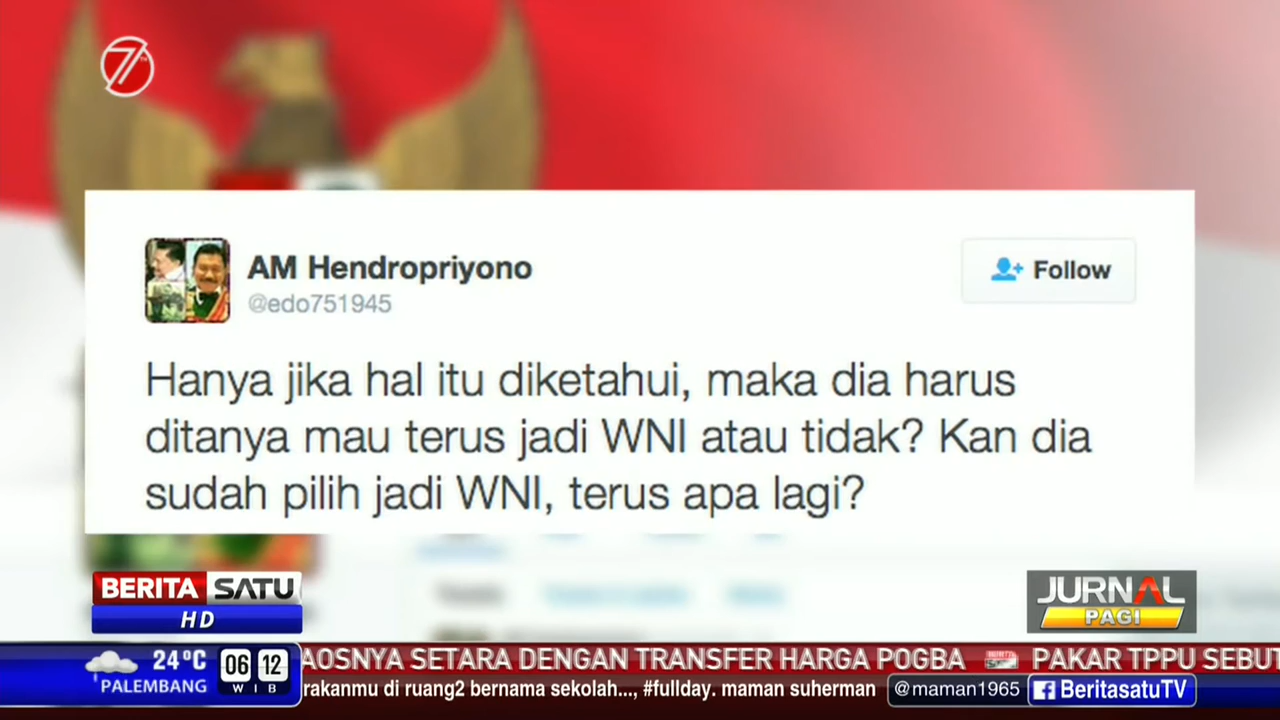 7
AM Hendropriyono
@edo751945
Follow
Hanya jika hal itu diketahui, maka dia harus
ditanya mau terus jadi WNI atau tidak? Kan dia
sudah pilih jadi WNI, terus apa lagi?
BERITA SATU
HD
JURNAL
PAGI
24°C
PALEMBANG
06 12
WIB
AOSNYA SETARA DENGAN TRANSFER HARGA POGBA PAKAR TPPU SEBUT
rakanmu di ruang2 bernama sekolah..., #fullday. maman suherman @maman1965 BeritasatuTV